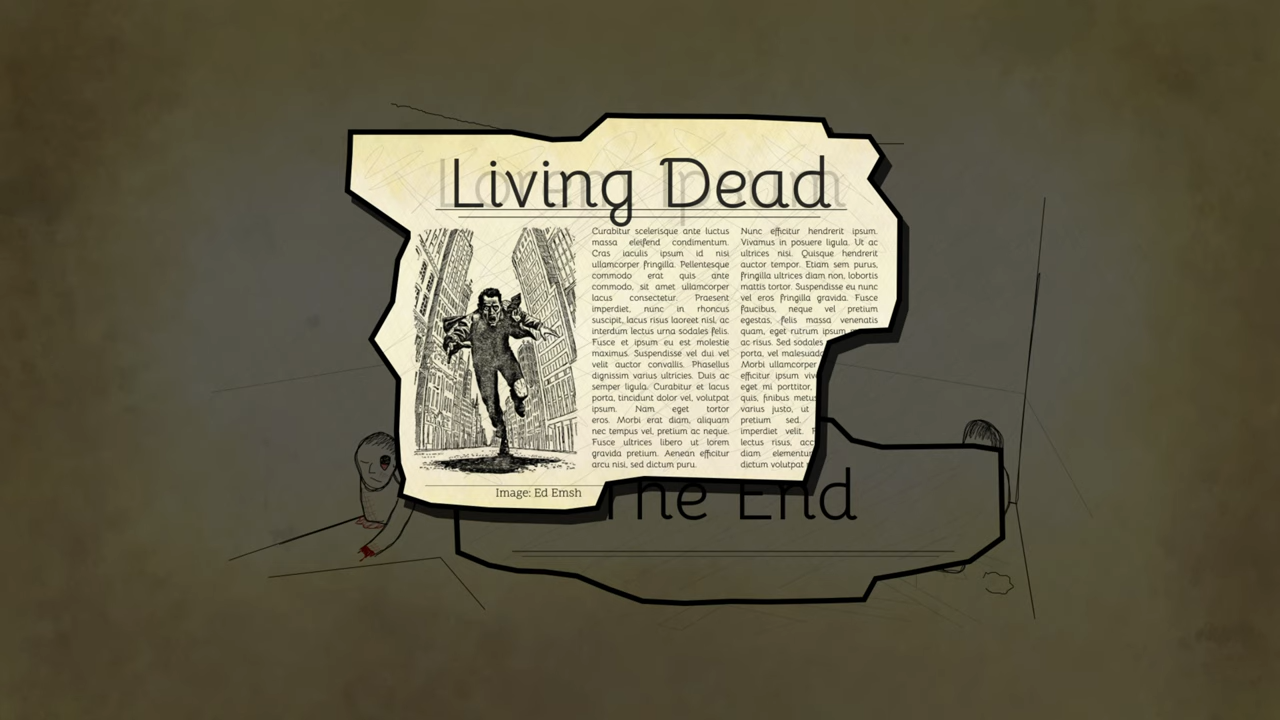 Living Dead
Curabitur scelerisque ante luctus
massa eleifend condimentum.
Cras iaculis ipsum id nisi
ullamcorper fringilla. Pellentesque
commodo erat quis ante
commodo, sit amet ullamcorper
lacus consectetur. Praesent
imperdiet, nunc in rhoncus
suscipit, lacus risus laoreet nisl, ac
interdum lectus urna sodales felis.
Fusce et ipsum eu est molestie
maximus. Suspendisse vel dui vel
velit auctor convallis. Phasellus
dignissim varius ultricies. Duis ac
semper ligula. Curabitur et lacus
porta, tincidunt dolor vel, volutpat
ipsum. Nam eget tortor
eros. Morbi erat diam, aliquam
nec tempus vel, pretium ac neque.
Fusce ultrices libero ut lorem
gravida pretium. Aenean efficitur
arcu nisi, sed dictum puru.
Nunc efficitur hendrerit ipsum.
Vivamus in posuere ligula. Ut ac
ultrices nisi. Quisque hendrerit
auctor tempor. Etiam sem purus,
fringilla ultrices diam non, lobortis
mattis tortor. Suspendisse eu nunc
vel eros fringilla gravida. Fusce
faucibus, neque vel pretium
egestas, felis massa venenatis
quam, eget rutrum ipsum
ac risus. Sed sodales
porta, vel malesuada
Morbi ullamcorper
efficitur ipsum
eget mi porttitor,
quis, finibus metus
varius justo, ut
pretium sed
imperdiet velit.
lectus risus,
diam
dictum volutpat
Image: Ed Emsh
The End